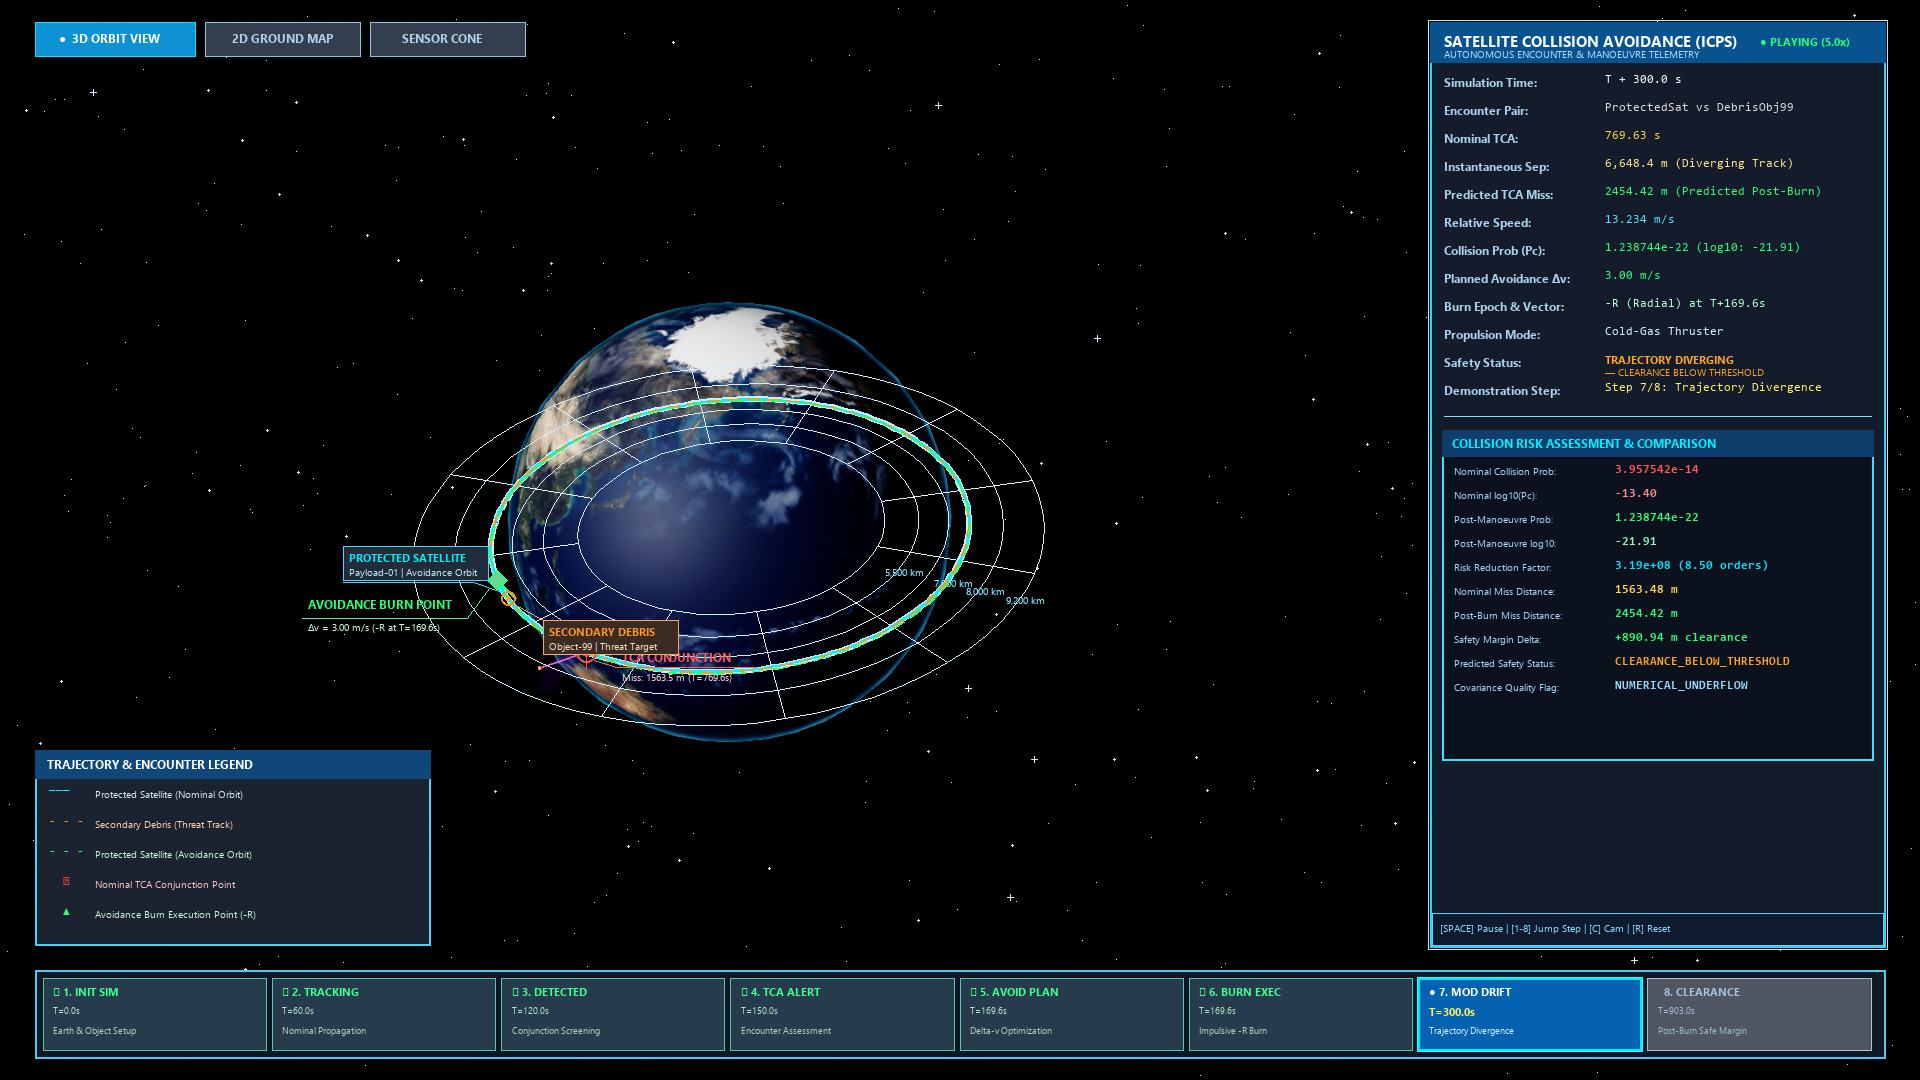 ● 3D ORBIT VIEW
2D GROUND MAP
SENSOR CONE
SATELLITE COLLISION AVOIDANCE (ICPS)
● PLAYING (5.0x)
AUTONOMOUS ENCOUNTER & MANOEUVRE TELEMETRY
Simulation Time: T + 300.0 s
Encounter Pair: ProtectedSat vs DebrisObj99
Nominal TCA: 769.63 s
Instantaneous Sep: 6,648.4 m (Diverging Track)
Predicted TCA Miss: 2454.42 m (Predicted Post-Burn)
Relative Speed: 13.234 m/s
Collision Prob (Pc): 1.238744e-22 (log10: -21.91)
Planned Avoidance Δv: 3.00 m/s
Burn Epoch & Vector: -R (Radial) at T+169.6s
Propulsion Mode: Cold-Gas Thruster
Safety Status: TRAJECTORY DIVERGING
— CLEARANCE BELOW THRESHOLD
Demonstration Step: Step 7/8: Trajectory Divergence
COLLISION RISK ASSESSMENT & COMPARISON
Nominal Collision Prob: 3.957542e-14
Nominal log10(Pc): -13.40
Post-Manoeuvre Prob: 1.238744e-22
Post-Manoeuvre log10: -21.91
Risk Reduction Factor: 3.19e+08 (8.50 orders)
Nominal Miss Distance: 1563.48 m
Post-Burn Miss Distance: 2454.42 m
Safety Margin Delta: +890.94 m clearance
Predicted Safety Status: CLEARANCE_BELOW_THRESHOLD
Covariance Quality Flag: NUMERICAL_UNDERFLOW
[SPACE] Pause | [1-8] Jump Step | [C] Cam | [R] Reset
PROTECTED SATELLITE
Payload-01 | Avoidance Orbit
AVOIDANCE BURN POINT
Δv = 3.00 m/s (-R at T=169.6s)
SECONDARY DEBRIS
Object-99 | Threat Target
TCA CONJUNCTION
Miss: 1563.5 m (T=769.6s)
5,500 km
km
8,000 km
9,200 km
TRAJECTORY & ENCOUNTER LEGEND
Protected Satellite (Nominal Orbit)
Secondary Debris (Threat Track)
Protected Satellite (Avoidance Orbit)
Nominal TCA Conjunction Point
Avoidance Burn Execution Point (-R)
1. INIT SIM
T=0.0s
Earth & Object Setup
2. TRACKING
T=60.0s
Nominal Propagation
3. DETECTED
T=120.0s
Conjunction Screening
4. TCA ALERT
T=150.0s
Encounter Assessment
5. AVOID PLAN
T=169.6s
Delta-v Optimization
6. BURN EXEC
T=169.6s
Impulsive -R Burn
● 7. MOD DRIFT
T=300.0s
Trajectory Divergence
8. CLEARANCE
T=903.0s
Post-Burn Safe Margin